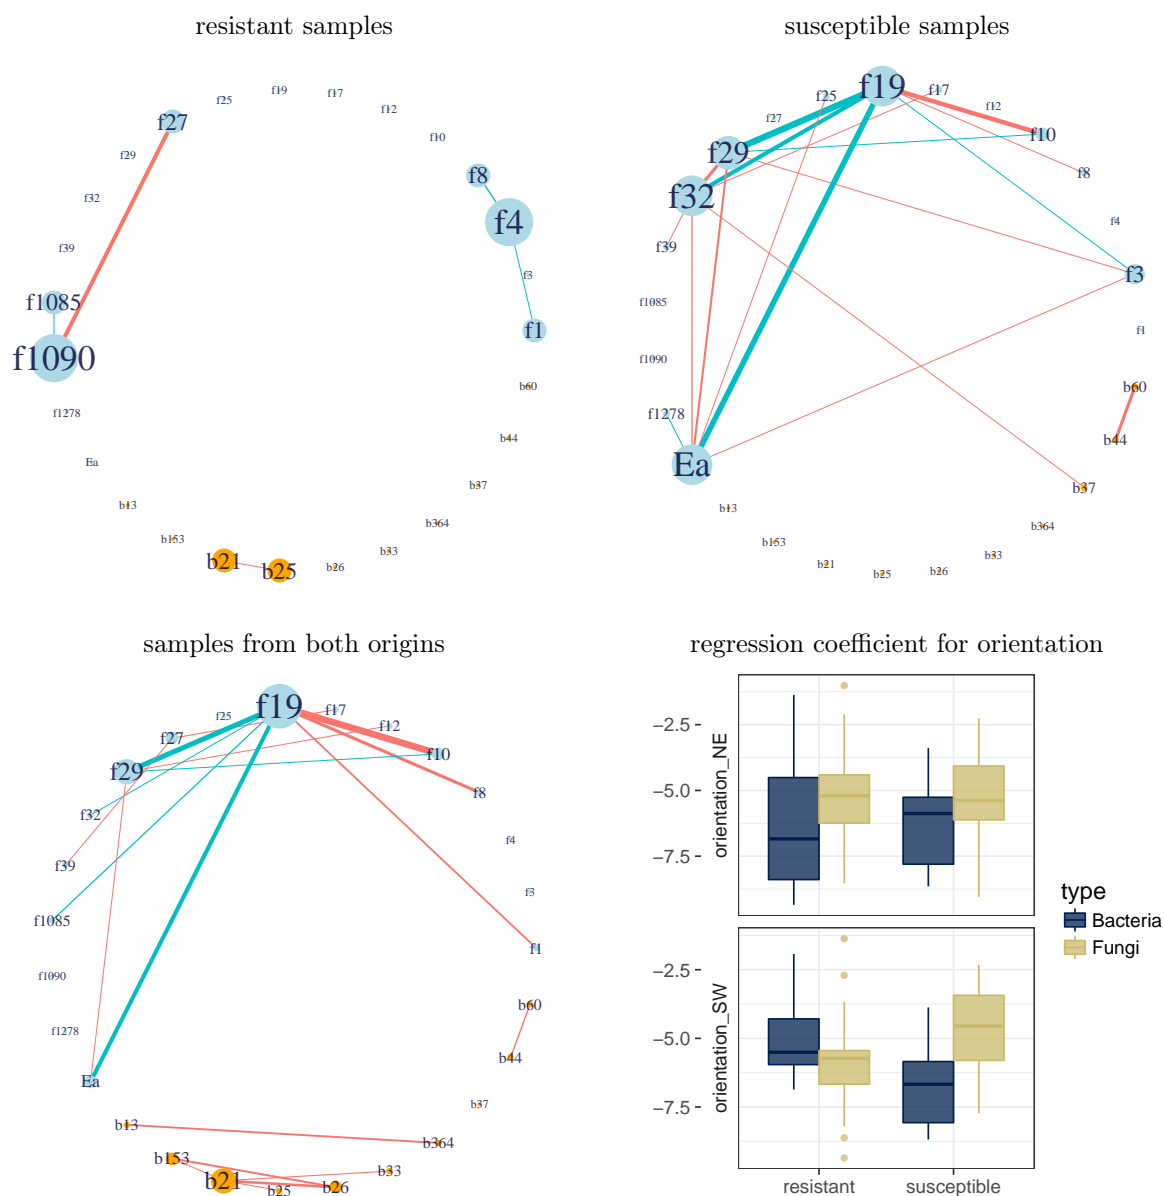 resistant samples
f19
f17
f25
f12
f27
f10
f29
f8
f32
f4
f39
f3
f1085
f1
f1090
b60
f1278
b44
Ea
b37
b13
b364
b153
b33
b21
b25
b26
susceptible samples
f19
f17
f25
f12
f27
f10
f29
f8
f32
f4
f39
f3
f1085
f1
f1090
b60
f1278
b44
Ea
b37
b13
b364
b153
b33
b21
b25
b26
samples from both origins
f19
f17
f25
f12
f27
f10
f29
f8
f32
f4
f39
f3
f1085
f1
f1090
b60
f1278
b44
Ea
b37
b13
b364
b153
b33
b21
b25
b26
regression coefficient for orientation
orientation_NE
−2.5
−5.0
−7.5
orientation_SW
−2.5
−5.0
−7.5
resistant susceptible
type
Bacteria
Fungi